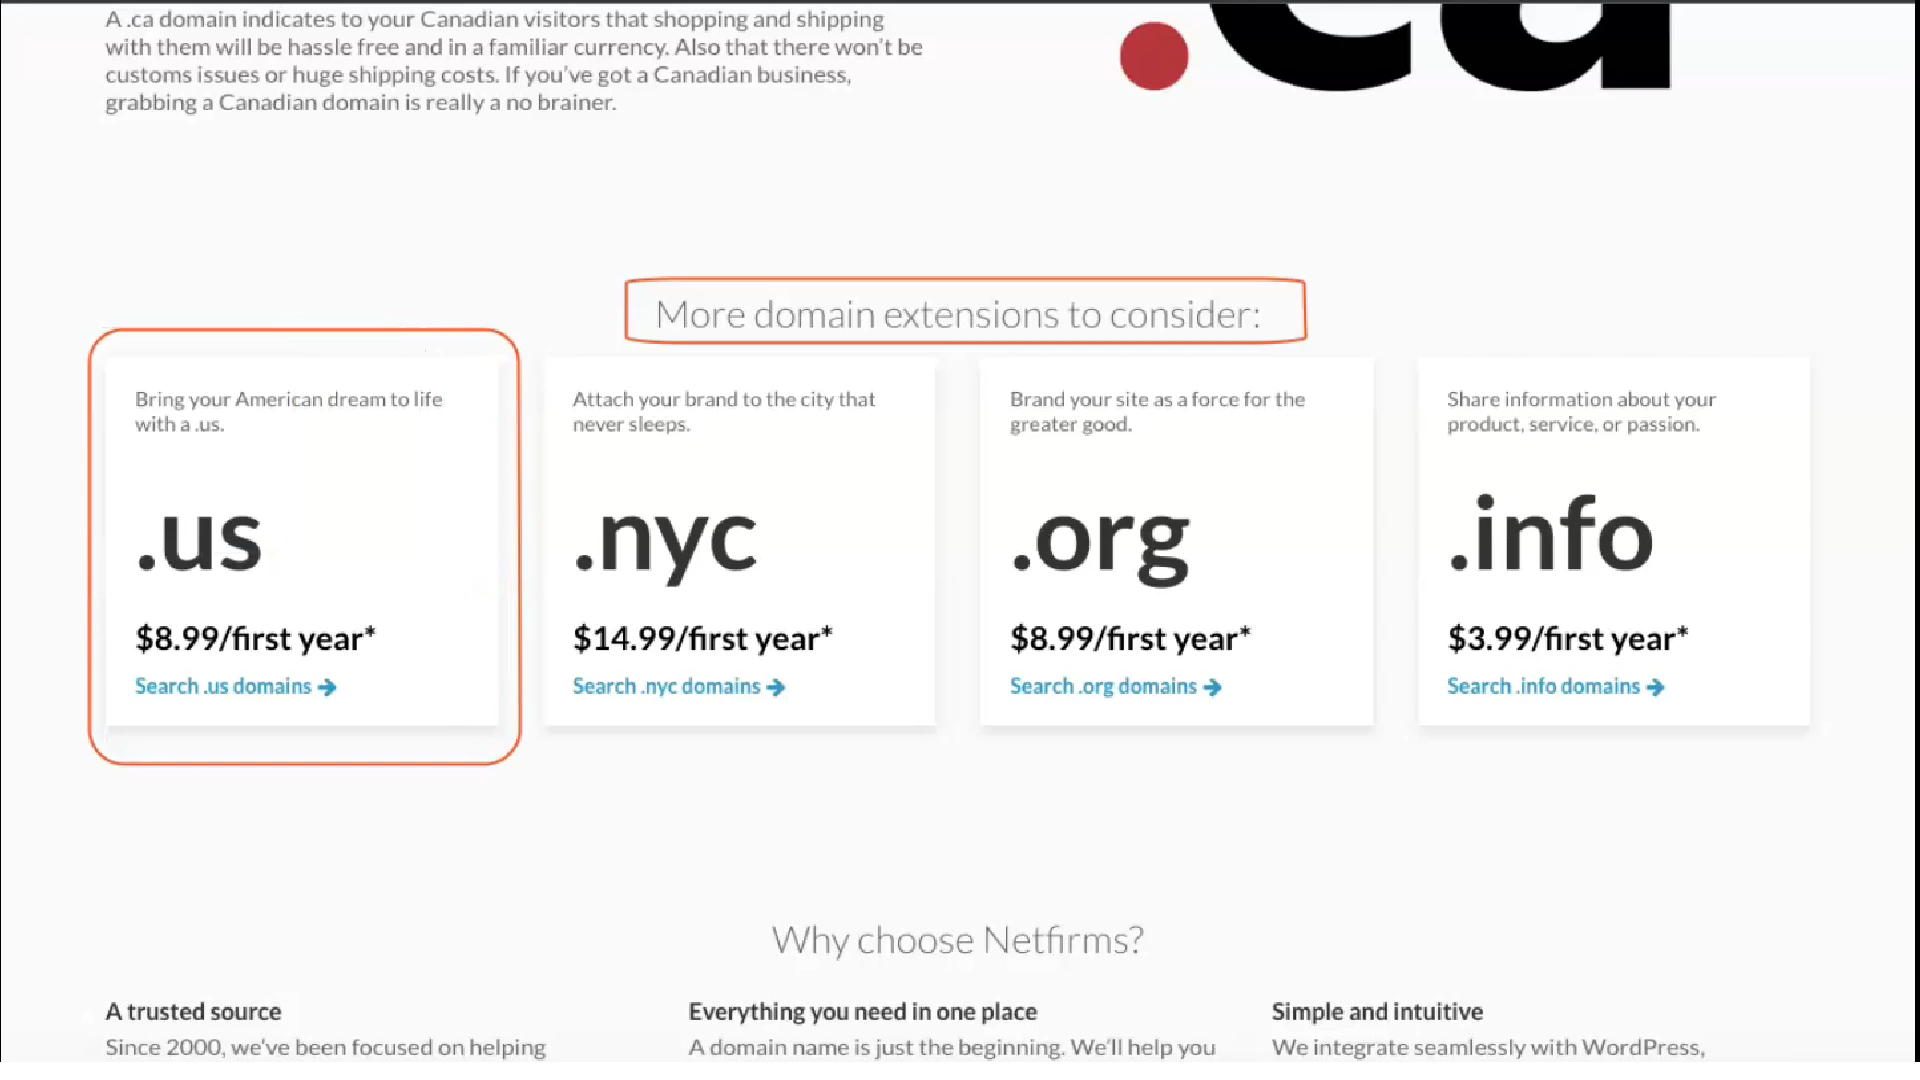 A .ca domain indicates to your Canadian visitors that shopping and shipping
with them will be hassle free and in a familiar currency. Also that there won't be
customs issues or huge shipping costs. If you've got a Canadian business,
grabbing a Canadian domain is really a no brainer.
.ca
More domain extensions to consider:
Bring your American dream to life
with a .us.
.us
$8.99/first year*
Search .us domains →
Attach your brand to the city that
never sleeps.
.nyc
$14.99/first year*
Search .nyc domains →
Brand your site as a force for the
greater good.
.org
$8.99/first year*
Search .org domains →
Share information about your
product, service, or passion.
.info
$3.99/first year*
Search .info domains →
Why choose Netfirms?
A trusted source
Since 2000, we've been focused on helping
Everything you need in one place
A domain name is just the beginning. We'll help you
Simple and intuitive
We integrate seamlessly with WordPress,